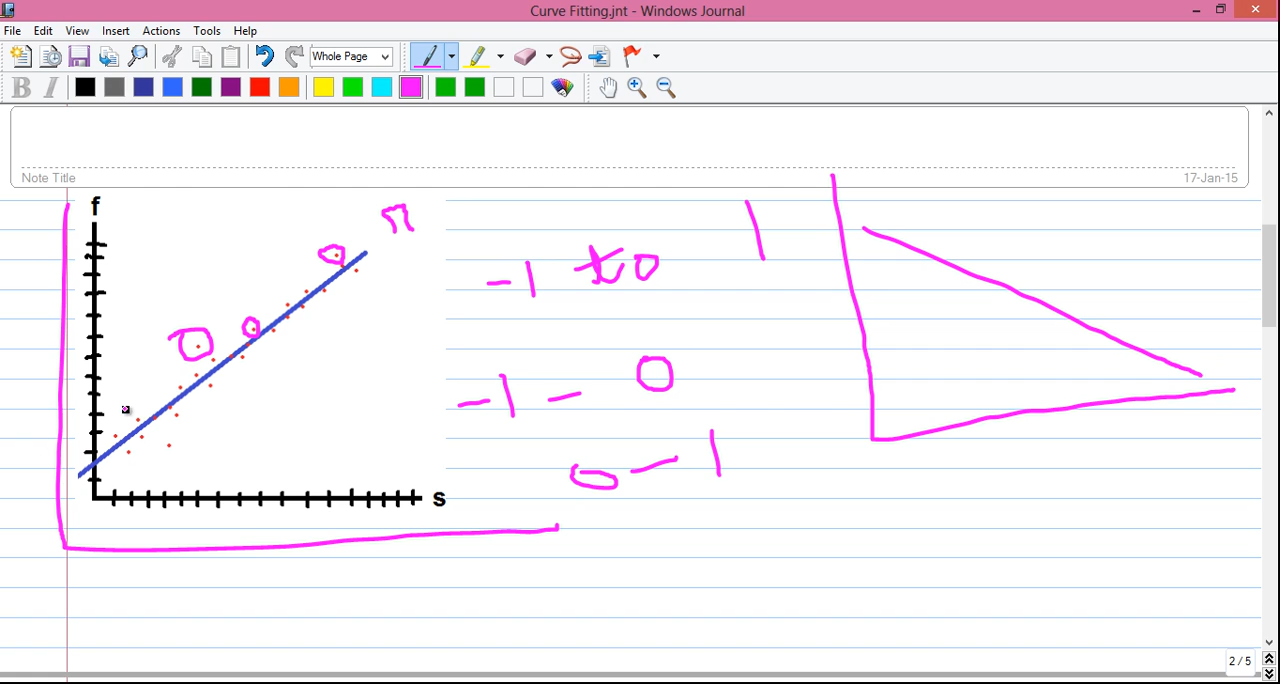 Curve Fitting.jnt - Windows Journal
File Edit View Insert Actions Tools Help
Whole Page
B I
Note Title 17-Jan-15
f
-1 to 1
-1 - 0
0 - 1
s
2 / 5